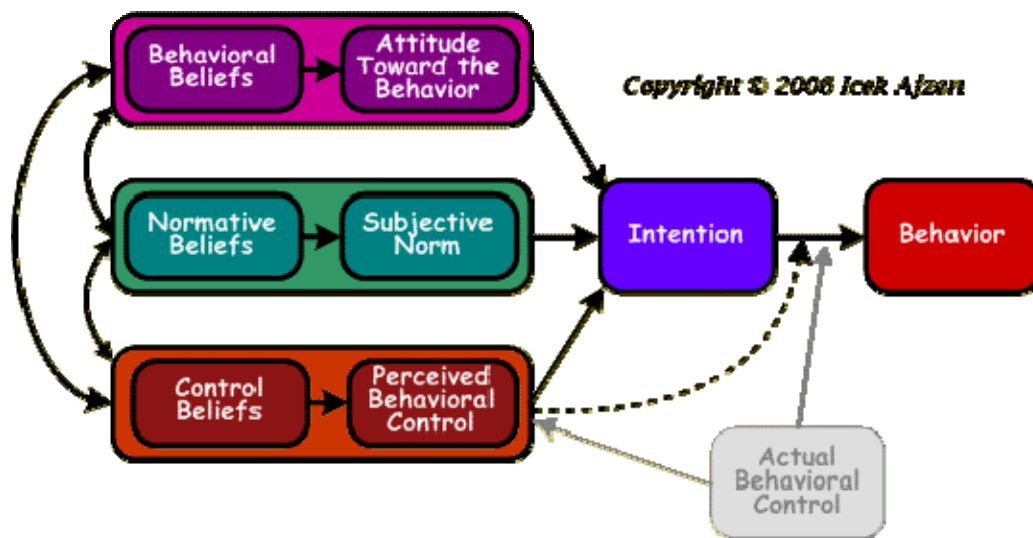 Behavioral
Beliefs
Attitude
Toward the
Behavior
Copyright © 2006 Icek Ajzen
Normative
Beliefs
Subjective
Norm
Intention
Behavior
Control
Beliefs
Perceived
Behavioral
Control
Actual
Behavioral
Control